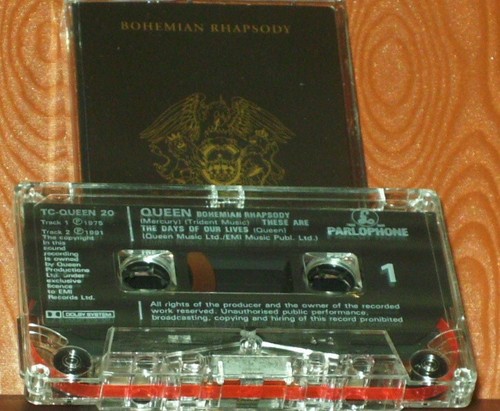 BOHEMIAN RHAPSODY
TC-QUEEN 20
Track 1 Ⓟ1975
Track 2 Ⓟ1991
The copyright
in this
sound
recording
is owned
by Queen
Productions
Ltd. under
exclusive
licence
to EMI
Records Ltd.
DOLBY SYSTEM
QUEEN BOHEMIAN RHAPSODY
(Mercury) (Trident Music) THESE ARE
THE DAYS OF OUR LIVES (Queen)
(Queen Music Ltd./EMI Music Publ. Ltd.)
PARLOPHONE
1
All rights of the producer and the owner of the recorded
work reserved. Unauthorised public performance,
broadcasting, copying and hiring of this record prohibited